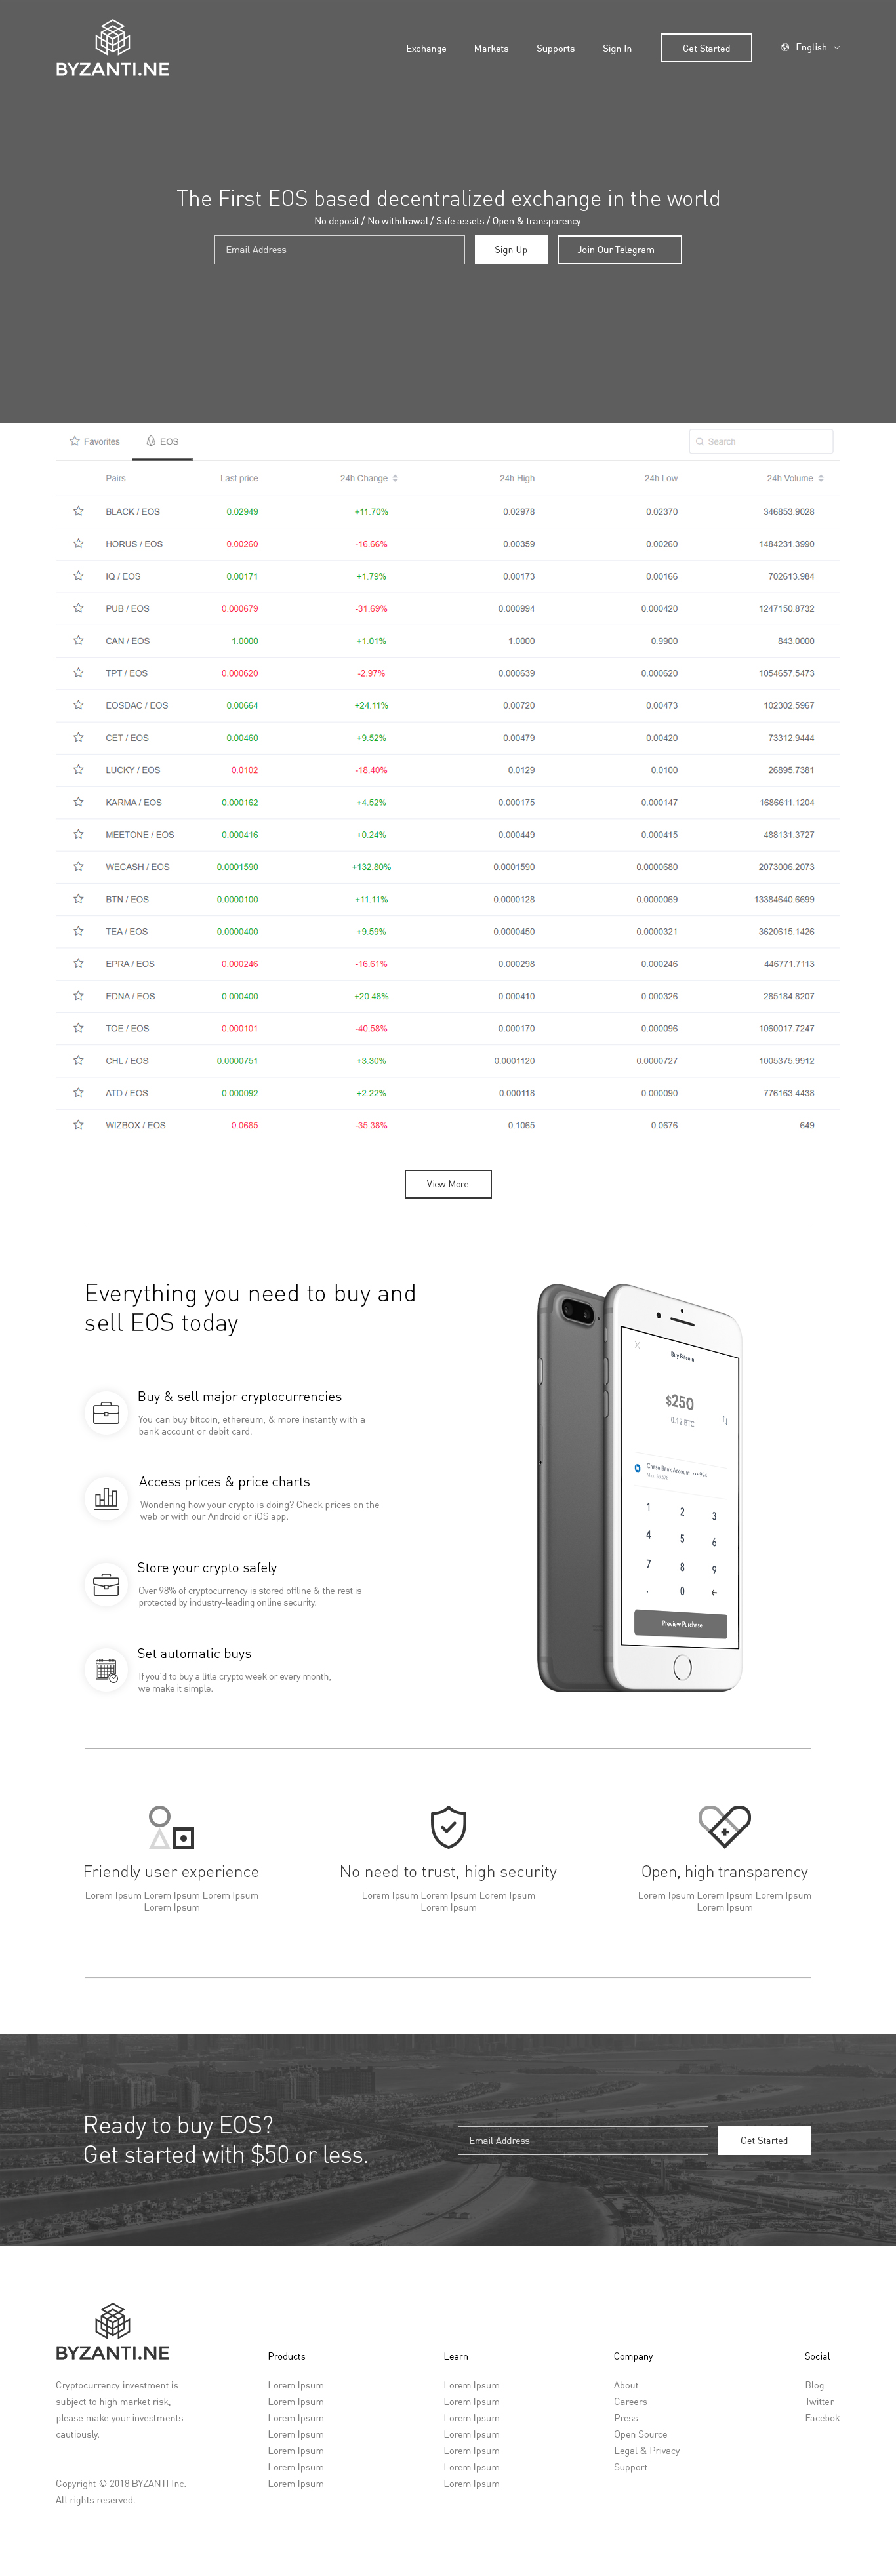 BYZANTI.NE
Exchange Markets Supports Sign In Get Started English
The First EOS based decentralized exchange in the world
No deposit / No withdrawal / Safe assets / Open & transparency
Email Address Sign Up Join Our Telegram
Favorites EOS Search
Pairs Last price 24h Change 24h High 24h Low 24h Volume
BLACK / EOS 0.02949 +11.70% 0.02978 0.02370 346853.9028
HORUS / EOS 0.00260 -16.66% 0.00359 0.00260 1484231.3990
IQ / EOS 0.00171 +1.79% 0.00173 0.00166 702613.984
PUB / EOS 0.000679 -31.69% 0.000994 0.000420 1247150.8732
CAN / EOS 1.0000 +1.01% 1.0000 0.9900 843.0000
TPT / EOS 0.000620 -2.97% 0.000639 0.000620 1054657.5473
EOSDAC / EOS 0.00664 +24.11% 0.00720 0.00473 102302.5967
CET / EOS 0.00460 +9.52% 0.00479 0.00420 73312.9444
LUCKY / EOS 0.0102 -18.40% 0.0129 0.0100 26895.7381
KARMA / EOS 0.000162 +4.52% 0.000175 0.000147 1686611.1204
MEETONE / EOS 0.000416 +0.24% 0.000449 0.000415 488131.3727
WECASH / EOS 0.0001590 +132.80% 0.0001590 0.0000680 2073006.2073
BTN / EOS 0.0000100 +11.11% 0.0000128 0.0000069 13384640.6699
TEA / EOS 0.0000400 +9.59% 0.0000450 0.0000321 3620615.1426
EPRA / EOS 0.000246 -16.61% 0.000298 0.000246 446771.7113
EDNA / EOS 0.000400 +20.48% 0.000410 0.000326 285184.8207
TOE / EOS 0.000101 -40.58% 0.000170 0.000096 1060017.7247
CHL / EOS 0.0000751 +3.30% 0.0001120 0.0000727 1005375.9912
ATD / EOS 0.000092 +2.22% 0.000118 0.000090 776163.4438
WIZBOX / EOS 0.0685 -35.38% 0.1065 0.0676 649
View More
Everything you need to buy and
sell EOS today
Buy & sell major cryptocurrencies
You can buy bitcoin, ethereum, & more instantly with a
bank account or debit card.
Access prices & price charts
Wondering how your crypto is doing? Check prices on the
web or with our Android or iOS app.
Store your crypto safely
Over 98% of cryptocurrency is stored offline & the rest is
protected by industry-leading online security.
Set automatic buys
If you'd to buy a litle crypto week or every month,
we make it simple.
X
Buy Bitcoin
$250
0.12 BTC
Chase Bank Account
1 2 3
4 5 6
7 8 9
. 0
Preview Purchase
Friendly user experience
Lorem Ipsum Lorem Ipsum Lorem Ipsum
Lorem Ipsum
No need to trust, high security
Lorem Ipsum Lorem Ipsum Lorem Ipsum
Lorem Ipsum
Open, high transparency
Lorem Ipsum Lorem Ipsum Lorem Ipsum
Lorem Ipsum
Ready to buy EOS?
Get started with $50 or less.
Email Address Get Started
BYZANTI.NE
Cryptocurrency investment is
subject to high market risk,
please make your investments
cautiously.
Copyright © 2018 BYZANTI Inc.
All rights reserved.
Products
Lorem Ipsum
Lorem Ipsum
Lorem Ipsum
Lorem Ipsum
Lorem Ipsum
Lorem Ipsum
Lorem Ipsum
Learn
Lorem Ipsum
Lorem Ipsum
Lorem Ipsum
Lorem Ipsum
Lorem Ipsum
Lorem Ipsum
Lorem Ipsum
Company
About
Careers
Press
Open Source
Legal & Privacy
Support
Social
Blog
Twitter
Facebok